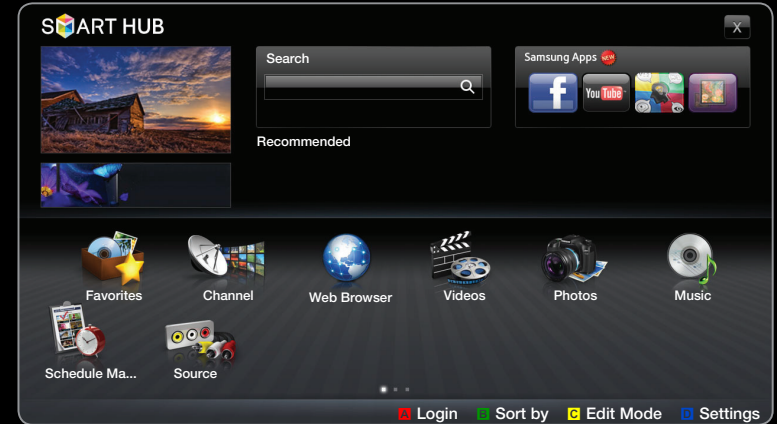 SMART HUB
X
Search
Samsung Apps NEW
f
You Tube
Recommended
Favorites
Channel
Web Browser
Videos
Photos
Music
Schedule Ma...
Source
A Login B Sort by C Edit Mode D Settings